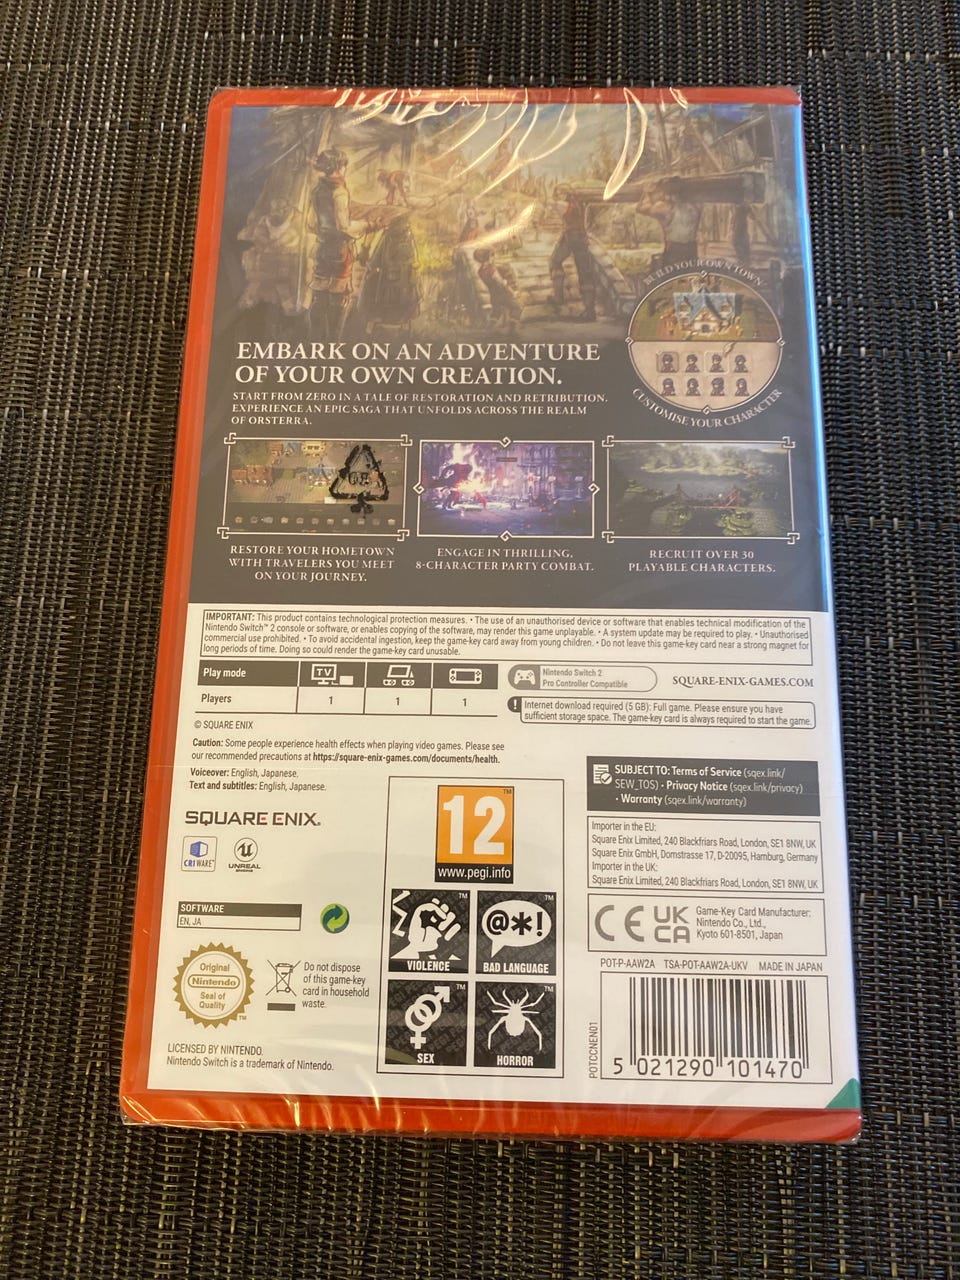 BUILD YOUR OWN TOWN
CUSTOMISE YOUR CHARACTER
EMBARK ON AN ADVENTURE
OF YOUR OWN CREATION.
START FROM ZERO IN A TALE OF RESTORATION AND RETRIBUTION.
EXPERIENCE AN EPIC SAGA THAT UNFOLDS ACROSS THE REALM
OF ORSTERRA.
RESTORE YOUR HOMETOWN
WITH TRAVELERS YOU MEET
ON YOUR JOURNEY.
ENGAGE IN THRILLING,
8-CHARACTER PARTY COMBAT.
RECRUIT OVER 30
PLAYABLE CHARACTERS.
IMPORTANT: This product contains technological protection measures. • The use of an unauthorised device or software that enables technical modification of the
Nintendo Switch™ 2 console or software, or enables copying of the software, may render this game unplayable. • A system update may be required to play. • Unauthorised
commercial use prohibited. • To avoid accidental ingestion, keep the game-key card away from young children. • Do not leave this game-key card near a strong magnet for
long periods of time. Doing so could render the game-key card unusable.
Play mode
TV
Players
1
1
1
Nintendo Switch 2
Pro Controller Compatible
SQUARE-ENIX-GAMES.COM
! Internet download required (5 GB): Full game. Please ensure you have
sufficient storage space. The game-key card is always required to start the game.
© SQUARE ENIX
Caution: Some people experience health effects when playing video games. Please see
our recommended precautions at https://square-enix-games.com/documents/health.
Voiceover: English, Japanese.
Text and subtitles: English, Japanese.
SQUARE ENIX.
CRIWARE™
UNREAL
ENGINE
SOFTWARE
EN, JA
Original
Nintendo
Seal of
Quality
TM
Do not dispose
of this game-key
card in household
waste.
LICENSED BY NINTENDO.
Nintendo Switch is a trademark of Nintendo.
12
TM
www.pegi.info
TM
VIOLENCE
@*!
TM
BAD LANGUAGE
TM
SEX
TM
HORROR
SUBJECT TO: Terms of Service (sqex.link/
SEW_TOS) • Privacy Notice (sqex.link/privacy)
• Warranty (sqex.link/warranty)
Importer in the EU:
Square Enix Limited, 240 Blackfriars Road, London, SE1 8NW, UK
Square Enix GmbH, Domstrasse 17, D-20095, Hamburg, Germany
Importer in the UK:
Square Enix Limited, 240 Blackfriars Road, London, SE1 8NW, UK
CE
UK
CA
Game-Key Card Manufacturer:
Nintendo Co., Ltd.,
Kyoto 601-8501, Japan
POT-P-AAW2A TSA-POT-AAW2A-UKV MADE IN JAPAN
POTCCNEN01
5 021290 101470